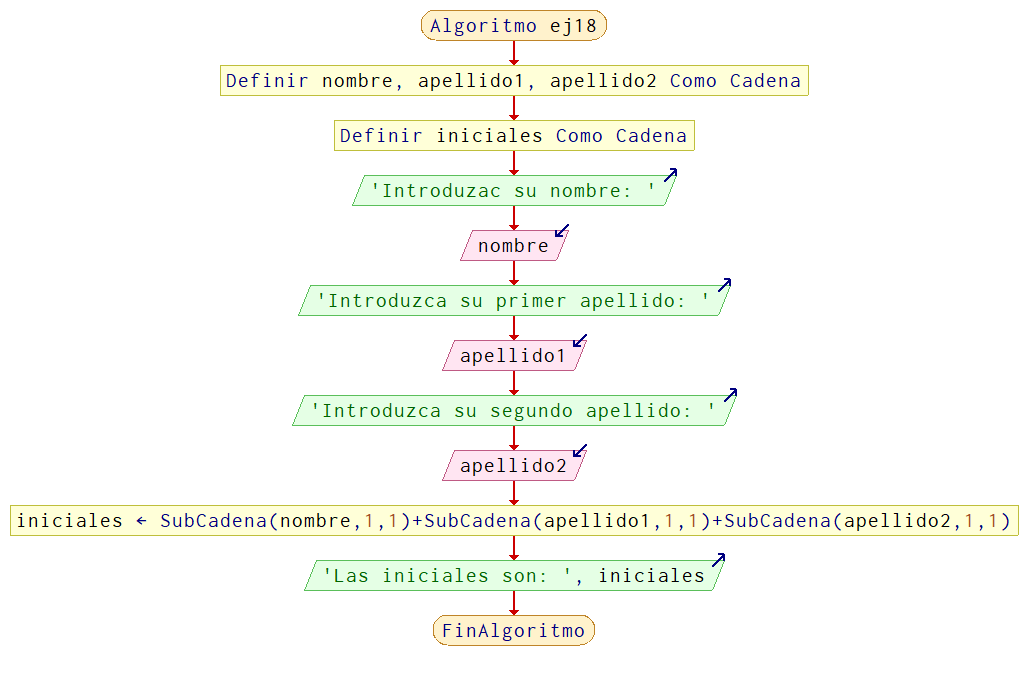 Algoritmo ej18
Definir nombre, apellido1, apellido2 Como Cadena
Definir iniciales Como Cadena
'Introduzac su nombre: '
nombre
'Introduzca su primer apellido: '
apellido1
'Introduzca su segundo apellido: '
apellido2
iniciales ← SubCadena(nombre,1,1)+SubCadena(apellido1,1,1)+SubCadena(apellido2,1,1)
'Las iniciales son: ', iniciales
FinAlgoritmo